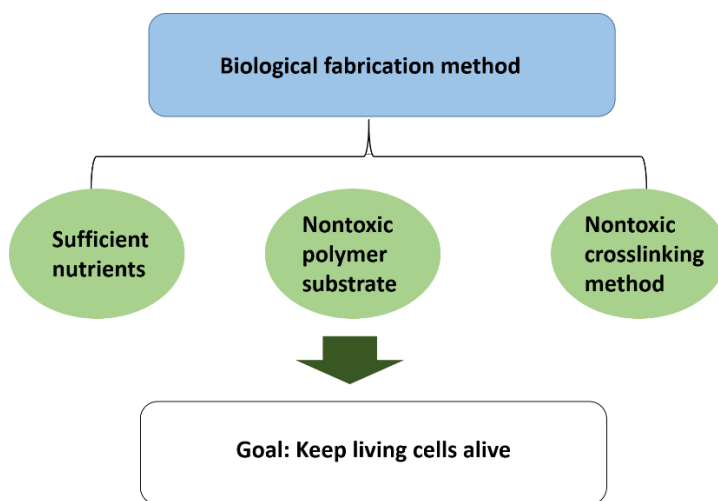 Biological fabrication method
Sufficient
nutrients
Nontoxic
polymer
substrate
Nontoxic
crosslinking
method
Goal: Keep living cells alive